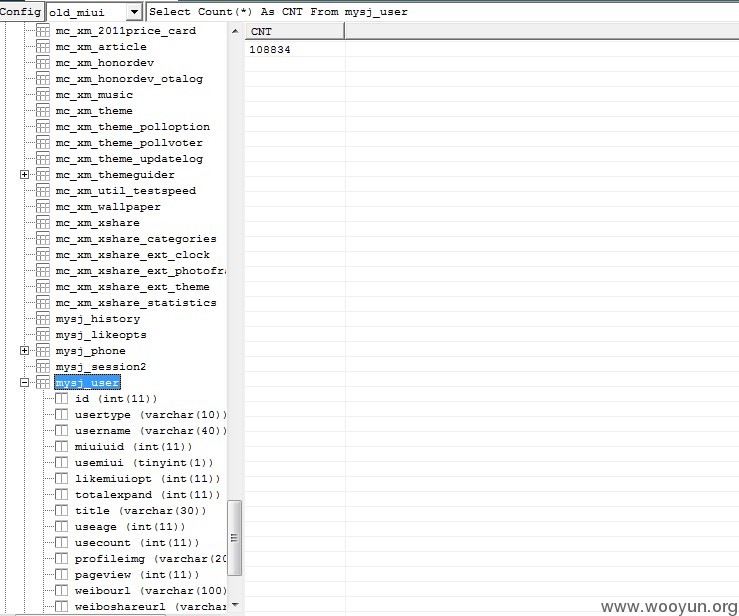 Config old_miui Select Count(*) As CNT From mysj_user
mc_xm_2011price_card
mc_xm_article
mc_xm_honordev
mc_xm_honordev_otalog
mc_xm_music
mc_xm_theme
mc_xm_theme_polloption
mc_xm_theme_pollvoter
mc_xm_theme_updatelog
mc_xm_themeguider
mc_xm_util_testspeed
mc_xm_wallpaper
mc_xm_xshare
mc_xm_xshare_categories
mc_xm_xshare_ext_clock
mc_xm_xshare_ext_photofra
mc_xm_xshare_ext_theme
mc_xm_xshare_statistics
mysj_history
mysj_likeopts
mysj_phone
mysj_session2
mysj_user
id (int(11))
usertype (varchar(10))
username (varchar(40))
miuiuid (int(11))
usemiui (tinyint(1))
likemiuiopt (int(11))
totalexpand (int(11))
title (varchar(30))
useage (int(11))
usecount (int(11))
profileimg (varchar(20
pageview (int(11))
weibourl (varchar(100)
weiboshareurl (varchar
CNT
108834
www.wooyun.org